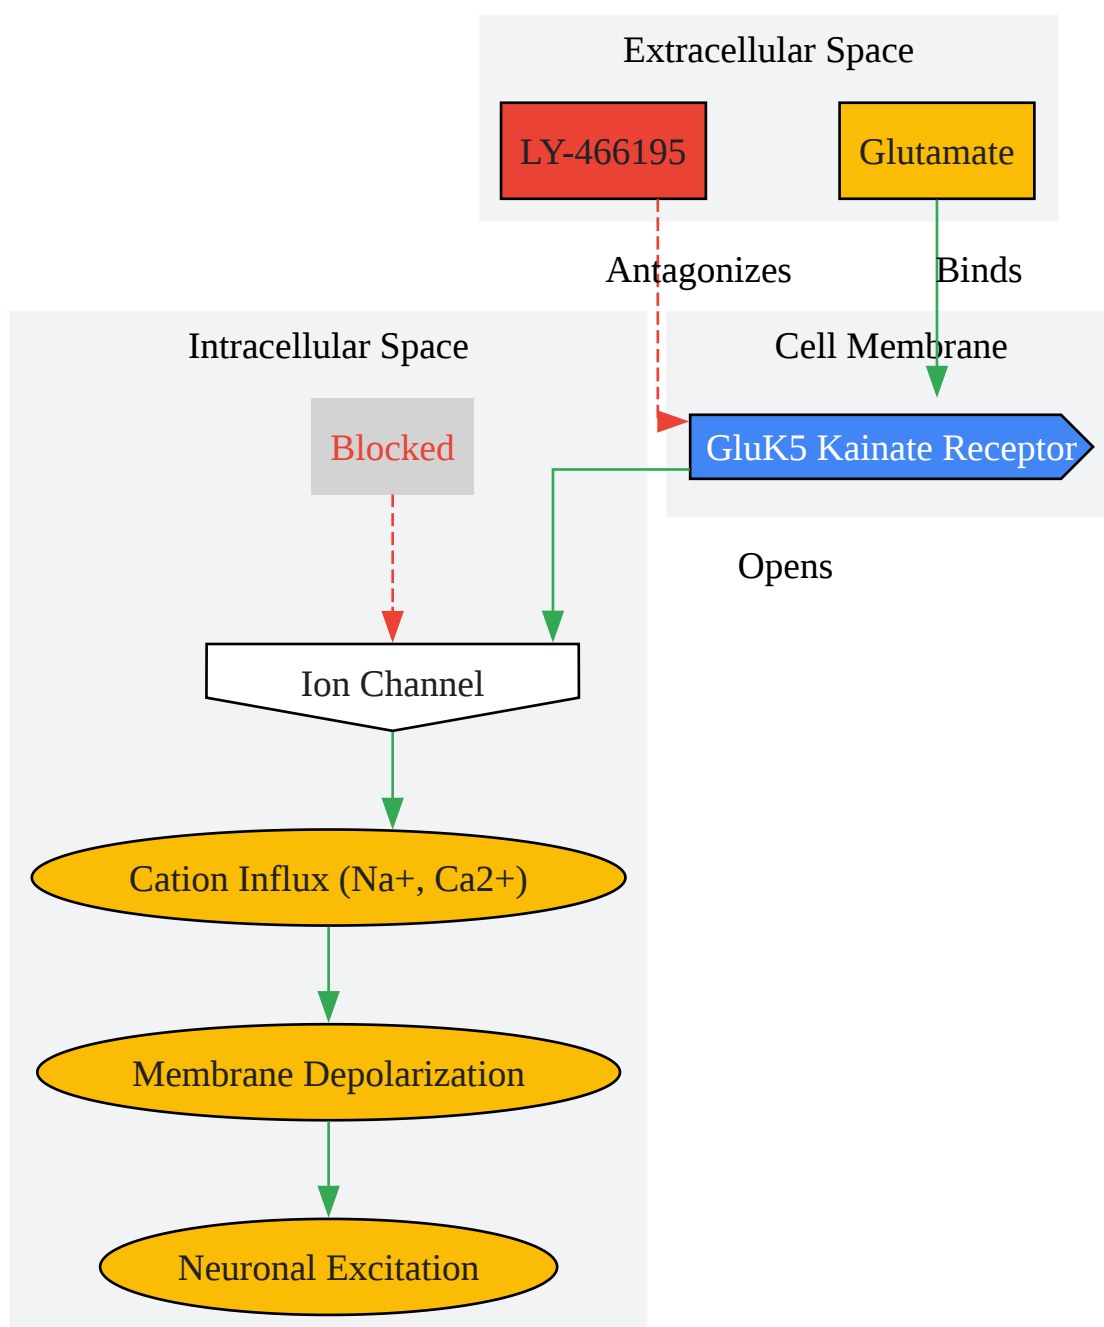 Extracellular Space
LY-466195
Glutamate
Antagonizes
Binds
Intracellular Space
Cell Membrane
Blocked
GluK5 Kainate Receptor
Opens
Ion Channel
Cation Influx (Na+, Ca2+)
Membrane Depolarization
Neuronal Excitation